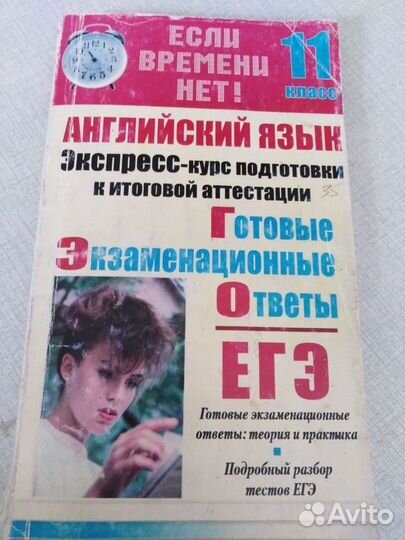 ЕСЛИ
ВРЕМЕНИ
НЕТ!
11
класс
АНГЛИЙСКИЙ ЯЗЫК
Экспресс-курс подготовки
к итоговой аттестации
35
Готовые
Экзаменационные
Ответы
ЕГЭ
Готовые экзаменационные
ответы: теория и практика
Подробный разбор
тестов ЕГЭ
Avito